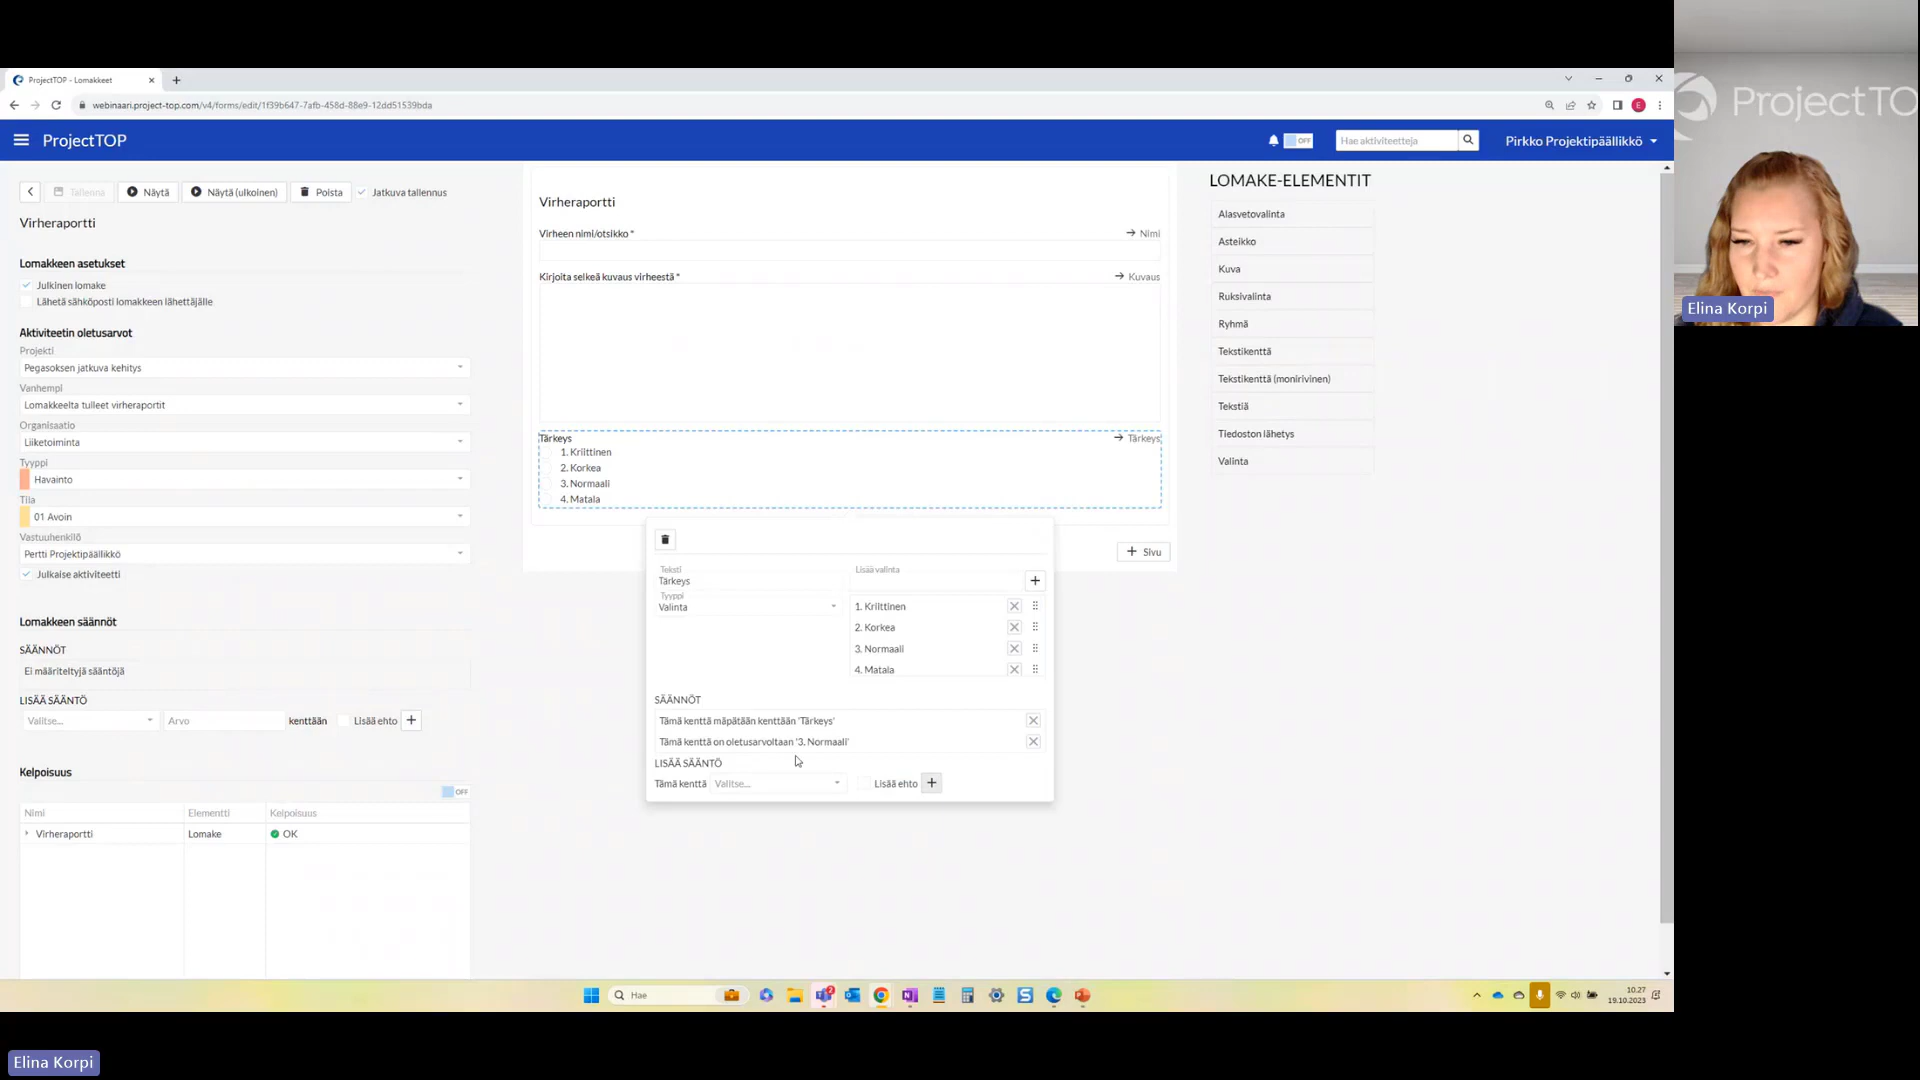 ProjectTOP - Lomakkeet
webinaari.project-top.com/v4/forms/edit/1f39b647-7afb-458d-88e9-12dd51539bda
E
ProjectTOP
OFF
Hae aktiviteetteja
Pirkko Projektipäällikkö
Tallenna
Näytä
Näytä (ulkoinen)
Poista
Jatkuva tallennus
Virheraportti
Lomakkeen asetukset
Julkinen lomake
Lähetä sähköposti lomakkeen lähettäjälle
Aktiviteetin oletusarvot
Projekti
Pegasoksen jatkuva kehitys
Vanhempi
Lomakkeelta tulleet virheraportit
Organisaatio
Liiketoiminta
Tyyppi
Havainto
Tila
01 Avoin
Vastuuhenkilö
Pertti Projektipäällikkö
Julkaise aktiviteetti
Lomakkeen säännöt
SÄÄNNÖT
Ei määriteltyjä sääntöjä
LISÄÄ SÄÄNTÖ
Valitse...
Arvo
kenttään
Lisää ehto
Kelpoisuus
OFF
Nimi
Elementti
Kelpoisuus
Virheraportti
Lomake
OK
Virheraportti
Virheen nimi/otsikko *
Nimi
Kirjoita selkeä kuvaus virheestä *
Kuvaus
Tärkeys
Tärkeys
1. Kriittinen
2. Korkea
3. Normaali
4. Matala
Sivu
Teksti
Tärkeys
Lisää valinta
Tyyppi
Valinta
1. Kriittinen
2. Korkea
3. Normaali
4. Matala
SÄÄNNÖT
Tämä kenttä mäpätään kenttään 'Tärkeys'
Tämä kenttä on oletusarvoltaan '3. Normaali'
LISÄÄ SÄÄNTÖ
Tämä kenttä
Valitse...
Lisää ehto
LOMAKE-ELEMENTIT
Alasvetovalinta
Asteikko
Kuva
Ruksivalinta
Ryhmä
Tekstikenttä
Tekstikenttä (monirivinen)
Tekstiä
Tiedoston lähetys
Valinta
ProjectTO
Elina Korpi
Hae
2
10.27
19.10.2023
Elina Korpi